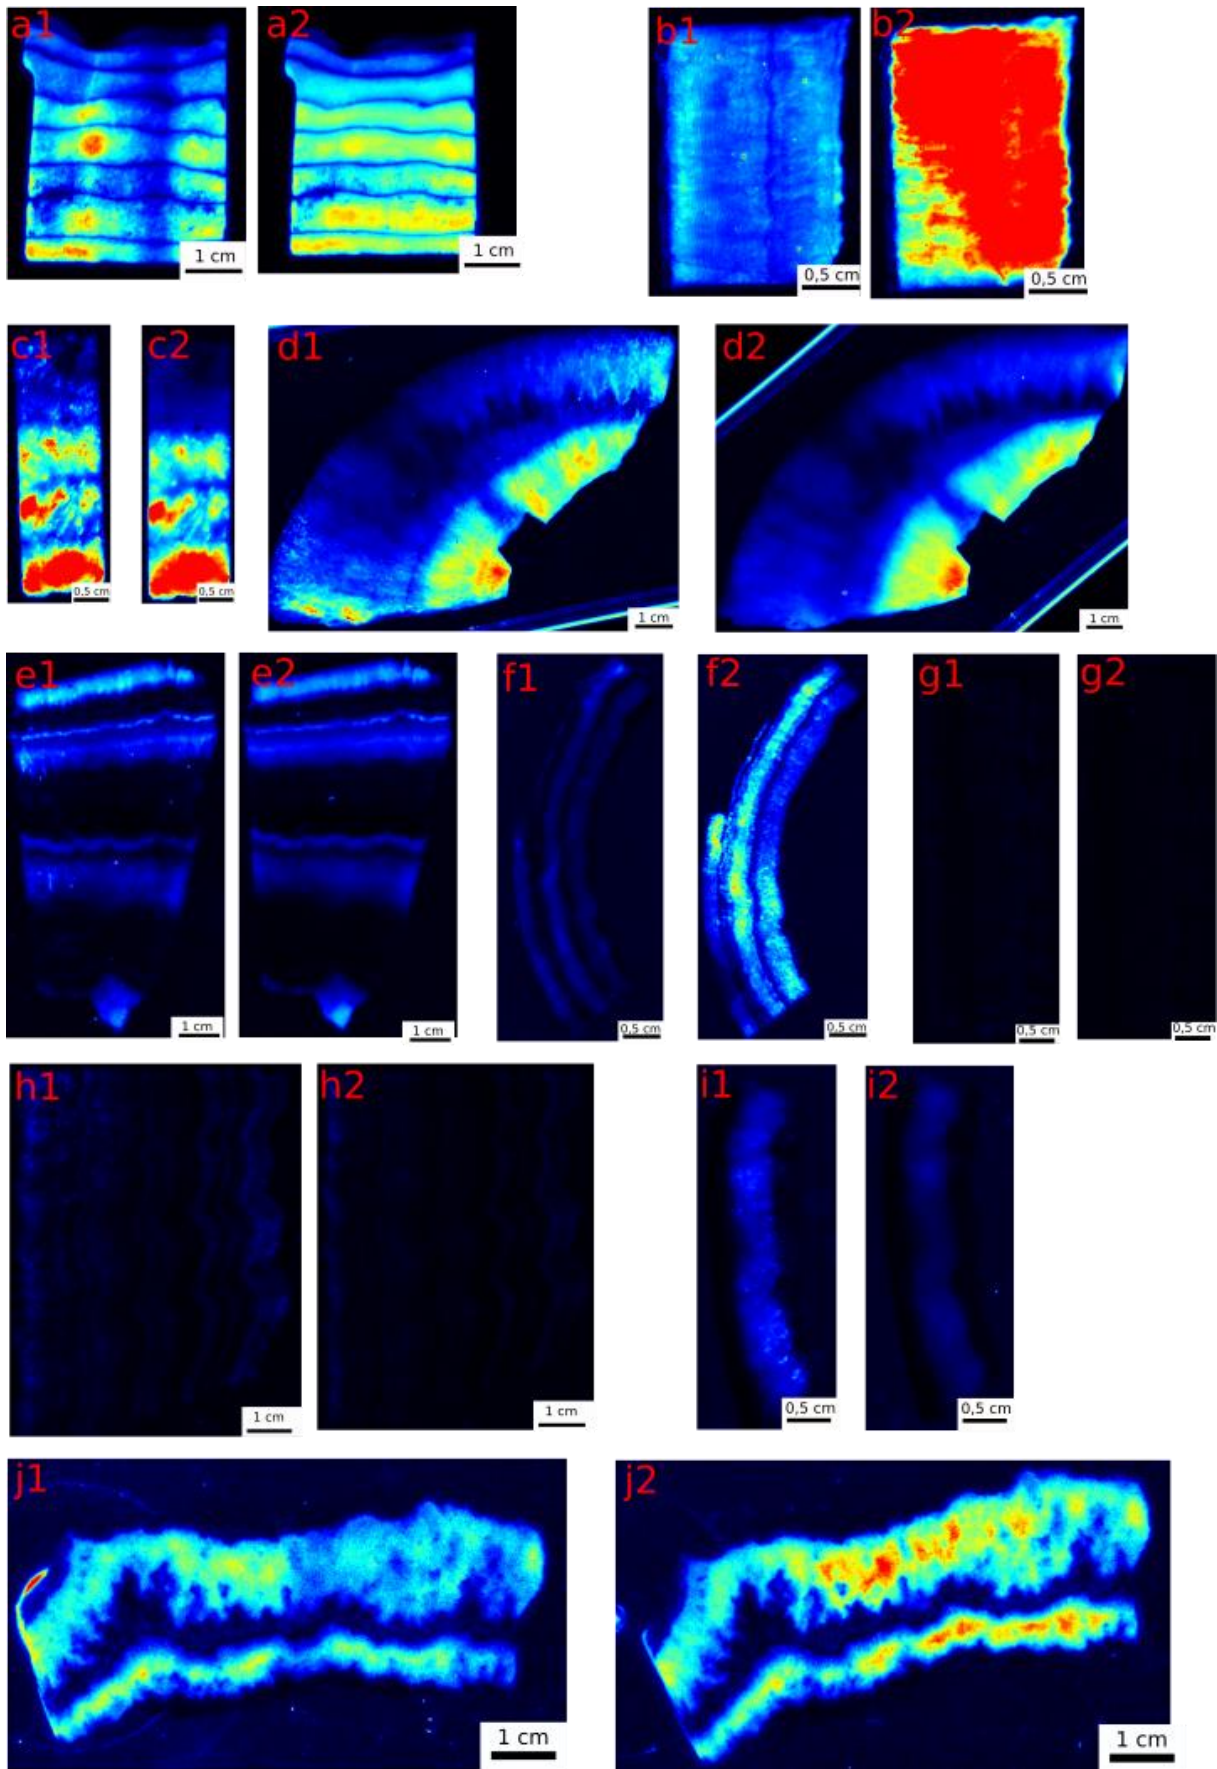 a1 a2 b1 b2
1 cm 1 cm 0,5 cm 0,5 cm
c1 c2 d1 d2
0,5 cm 0,5 cm 1 cm 1 cm
e1 e2 f1 f2 g1 g2
1 cm 1 cm 0,5 cm 0,5 cm 0,5 cm 0,5 cm
h1 h2 i1 i2
1 cm 1 cm 0,5 cm 0,5 cm
j1 j2
1 cm 1 cm